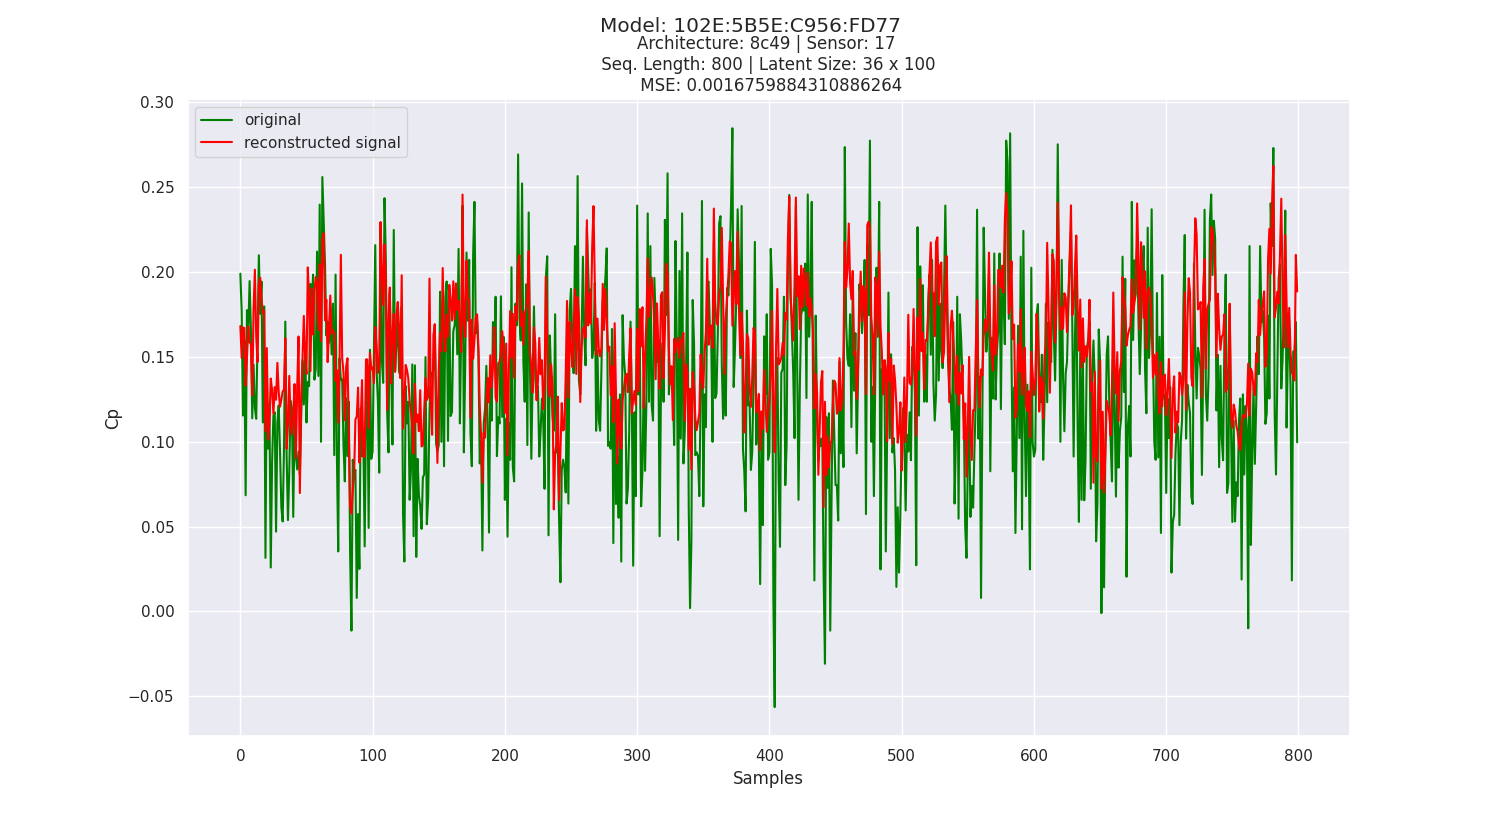 Model: 102E:5B5E:C956:FD77
Architecture: 8c49 | Sensor: 17
Seq. Length: 800 | Latent Size: 36 x 100
MSE: 0.0016759884310886264
original
reconstructed signal
0.30
0.25
0.20
0.15
0.10
0.05
0.00
−0.05
Cp
0 100 200 300 400 500 600 700 800
Samples